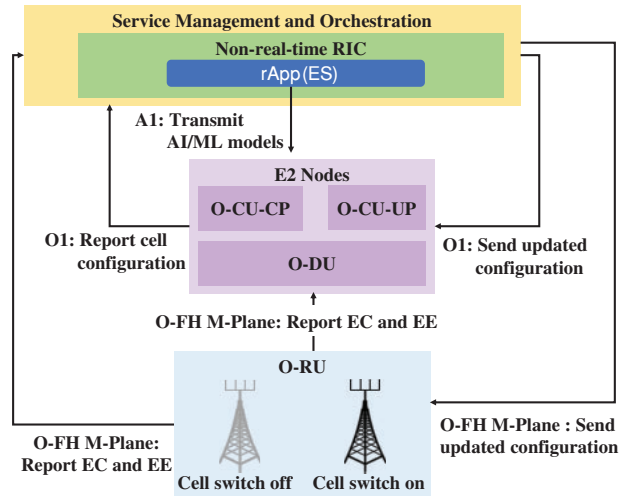 Service Management and Orchestration
Non-real-time RIC
rApp(ES)
A1: Transmit
AI/ML models
E2 Nodes
O-CU-CP
O-CU-UP
O-DU
O1: Report cell
configuration
O1: Send updated
configuration
O-FH M-Plane: Report EC and EE
O-RU
O-FH M-Plane:
Report EC and EE
Cell switch off
Cell switch on
O-FH M-Plane : Send
updated configuration